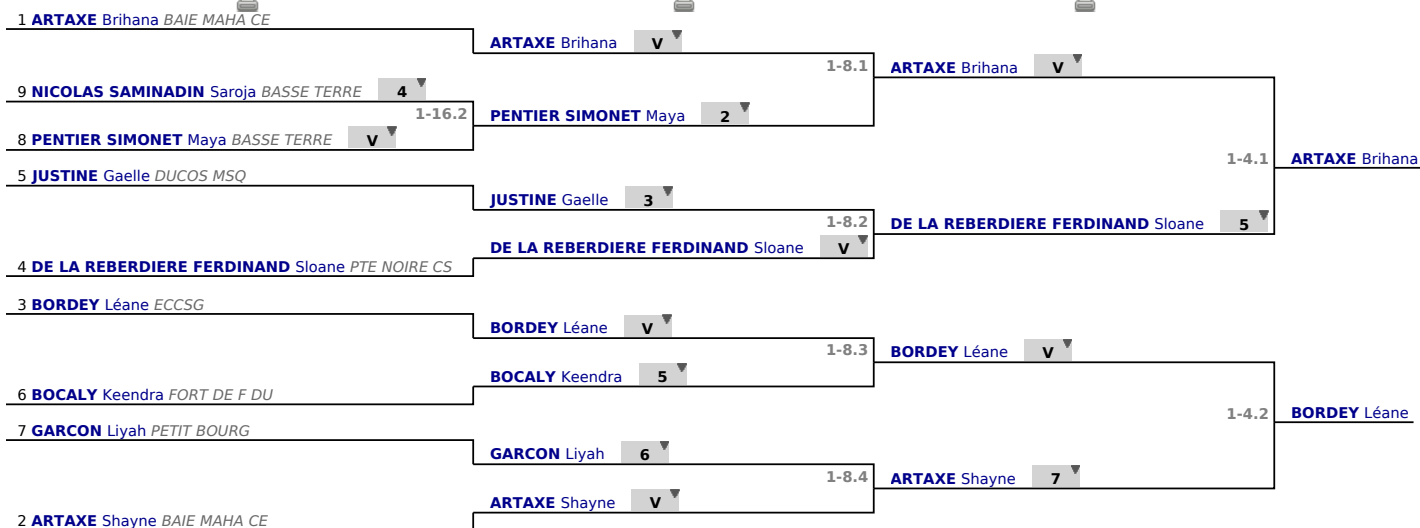 1 ARTAXE Brihana BAIE MAHA CE
ARTAXE Brihana V
1-8.1
ARTAXE Brihana V
9 NICOLAS SAMINADIN Saroja BASSE TERRE 4
1-16.2
PENTIER SIMONET Maya 2
8 PENTIER SIMONET Maya BASSE TERRE V
1-4.1
ARTAXE Brihana
5 JUSTINE Gaelle DUCOS MSQ
JUSTINE Gaelle 3
1-8.2
DE LA REBERDIERE FERDINAND Sloane 5
DE LA REBERDIERE FERDINAND Sloane V
4 DE LA REBERDIERE FERDINAND Sloane PTE NOIRE CS
3 BORDEY Léane ECCSG
BORDEY Léane V
1-8.3
BORDEY Léane V
BOCALY Keendra 5
6 BOCALY Keendra FORT DE F DU
1-4.2
BORDEY Léane
7 GARCON Liyah PETIT BOURG
GARCON Liyah 6
1-8.4
ARTAXE Shayne 7
ARTAXE Shayne V
2 ARTAXE Shayne BAIE MAHA CE